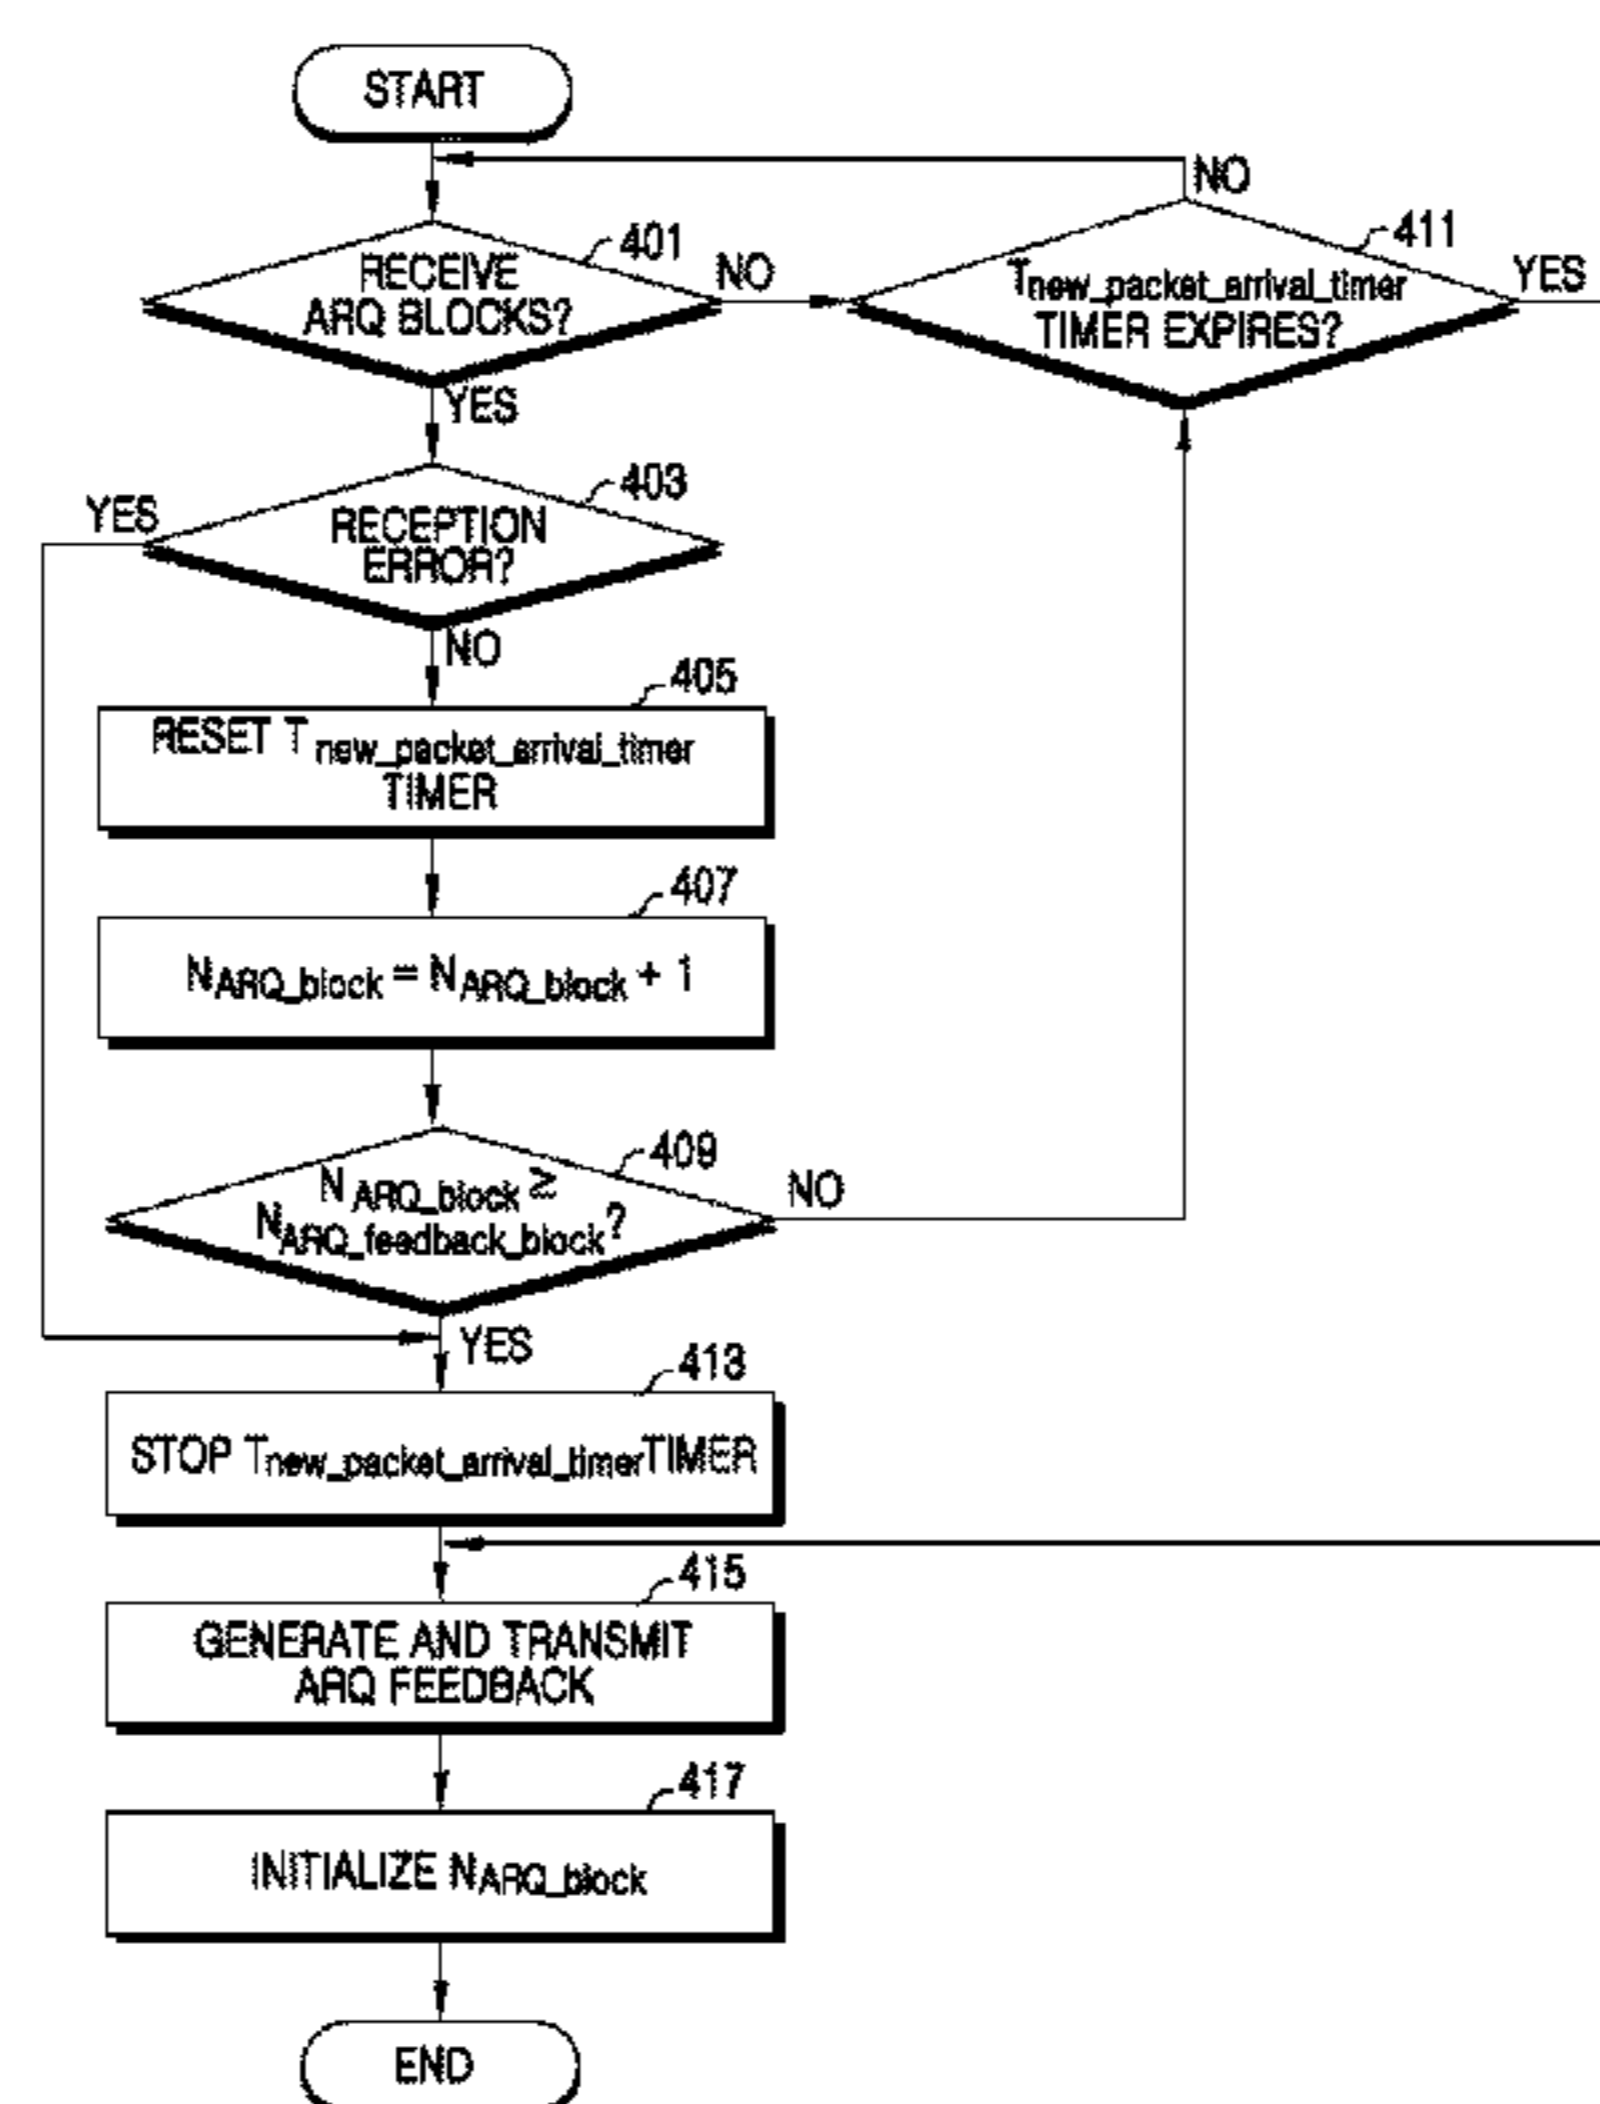 START
NO
401
411
RECEIVE
ARQ BLOCKS?
NO
Tnew_packet_arrival_timer
TIMER EXPIRES?
YES
YES
403
YES
RECEPTION
ERROR?
NO
405
RESET T new_packet_arrival_timer
TIMER
407
NARQ_block = NARQ_block + 1
409
N ARQ_block ≥
NARQ_feedback_block?
NO
YES
413
STOP Tnew_packet_arrival_timer TIMER
415
GENERATE AND TRANSMIT
ARQ FEEDBACK
417
INITIALIZE NARQ_block
END